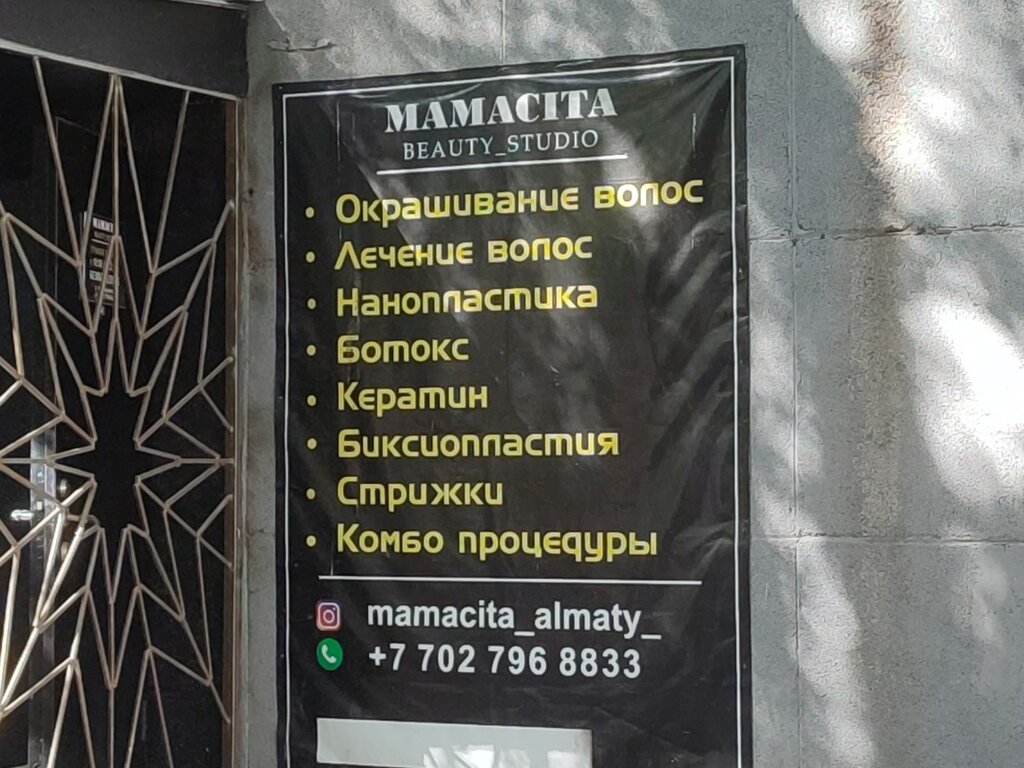 MAMACITA
BEAUTY_STUDIO
• Окрашивание волос
• Лечение волос
• Нанопластика
• Ботокс
• Кератин
• Биксиопластия
• Стрижки
• Комбо процедуры
mamacita_almaty_
+7 702 796 8833